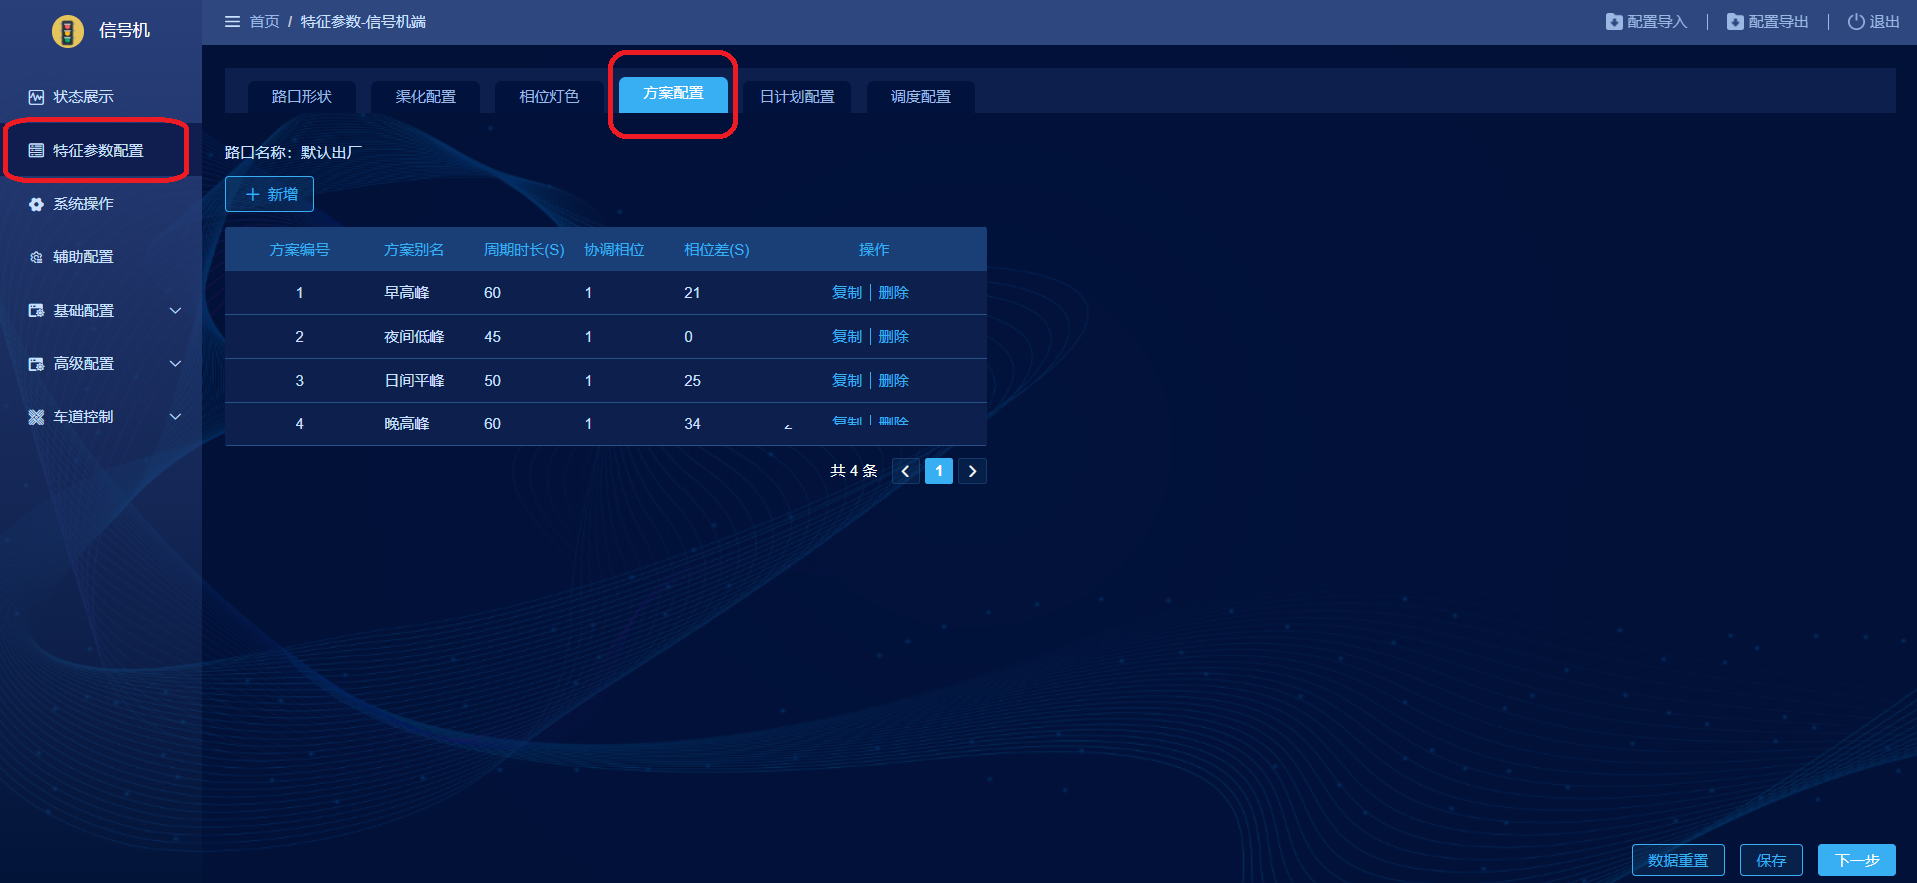 信号机
首页 / 特征参数-信号机端
配置导入 | 配置导出 | 退出
状态展示
特征参数配置
系统操作
辅助配置
基础配置
高级配置
车道控制
路口形状 渠化配置 相位灯色 方案配置 日计划配置 调度配置
路口名称：默认出厂
新增
方案编号 方案别名 周期时长(S) 协调相位 相位差(S) 操作
1 早高峰 60 1 21 复制 | 删除
2 夜间低峰 45 1 0 复制 | 删除
3 日间平峰 50 1 25 复制 | 删除
4 晚高峰 60 1 34 复制 | 删除
共 4 条 < 1 >
数据重置 保存 下一步